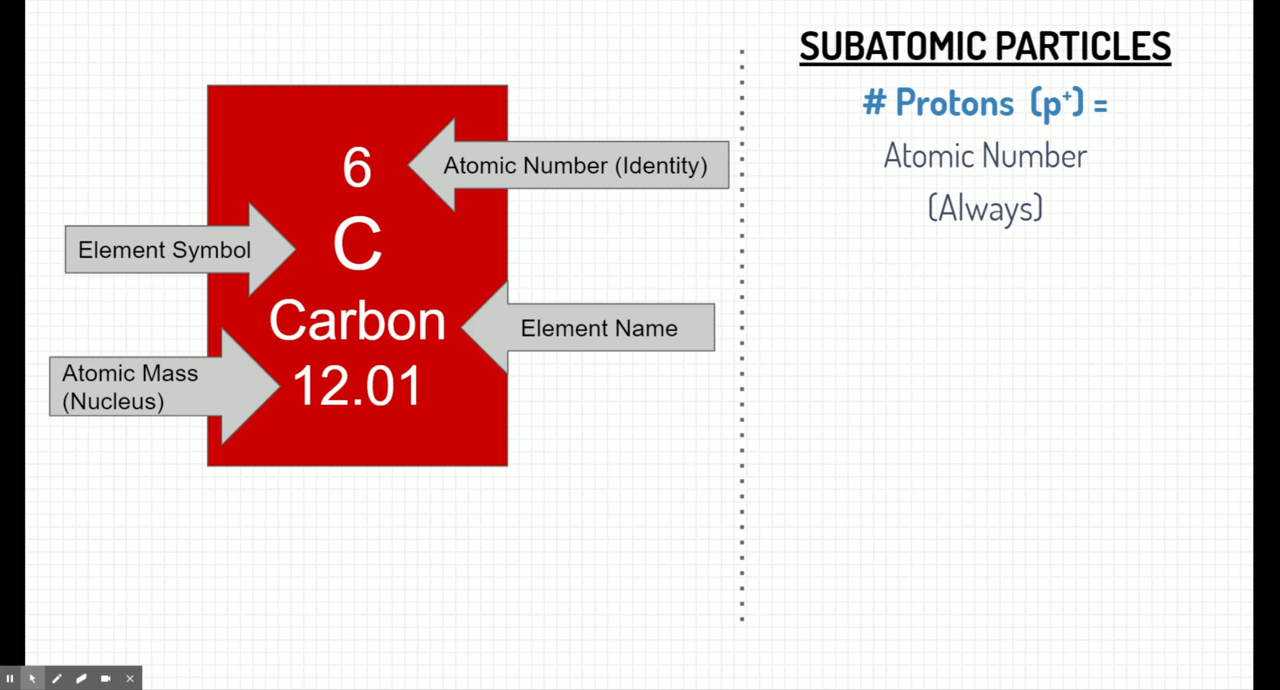 SUBATOMIC PARTICLES
# Protons (p⁺) =
Atomic Number
(Always)
6
Atomic Number (Identity)
Element Symbol
C
Carbon
Element Name
Atomic Mass
(Nucleus)
12.01